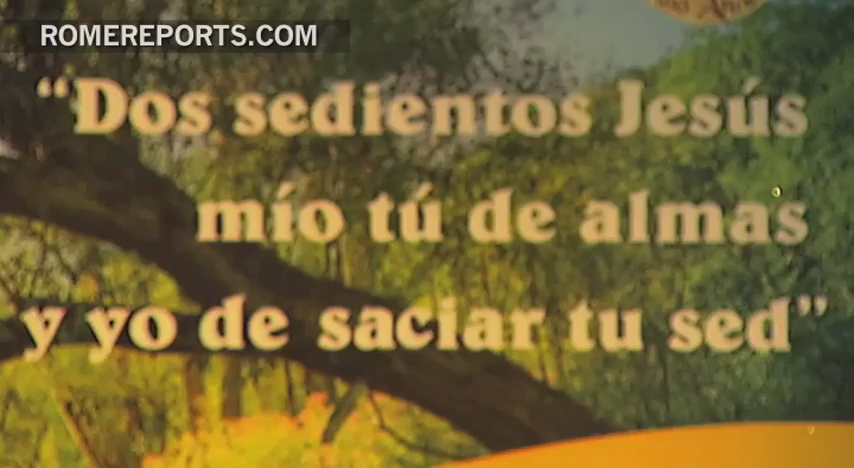 ROMEREPORTS.COM
“Dos sedientos Jesús
mío tú de almas
y yo de saciar tu sed”